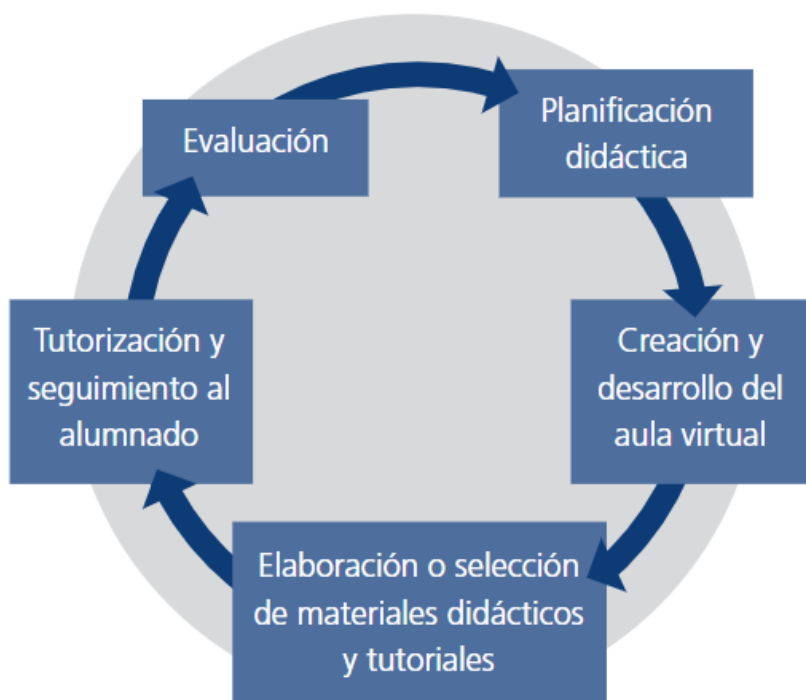 Evaluación
Planificación
didáctica
Creación y
desarrollo del
aula virtual
Elaboración o selección
de materiales didácticos
y tutoriales
Tutorización y
seguimiento al
alumnado